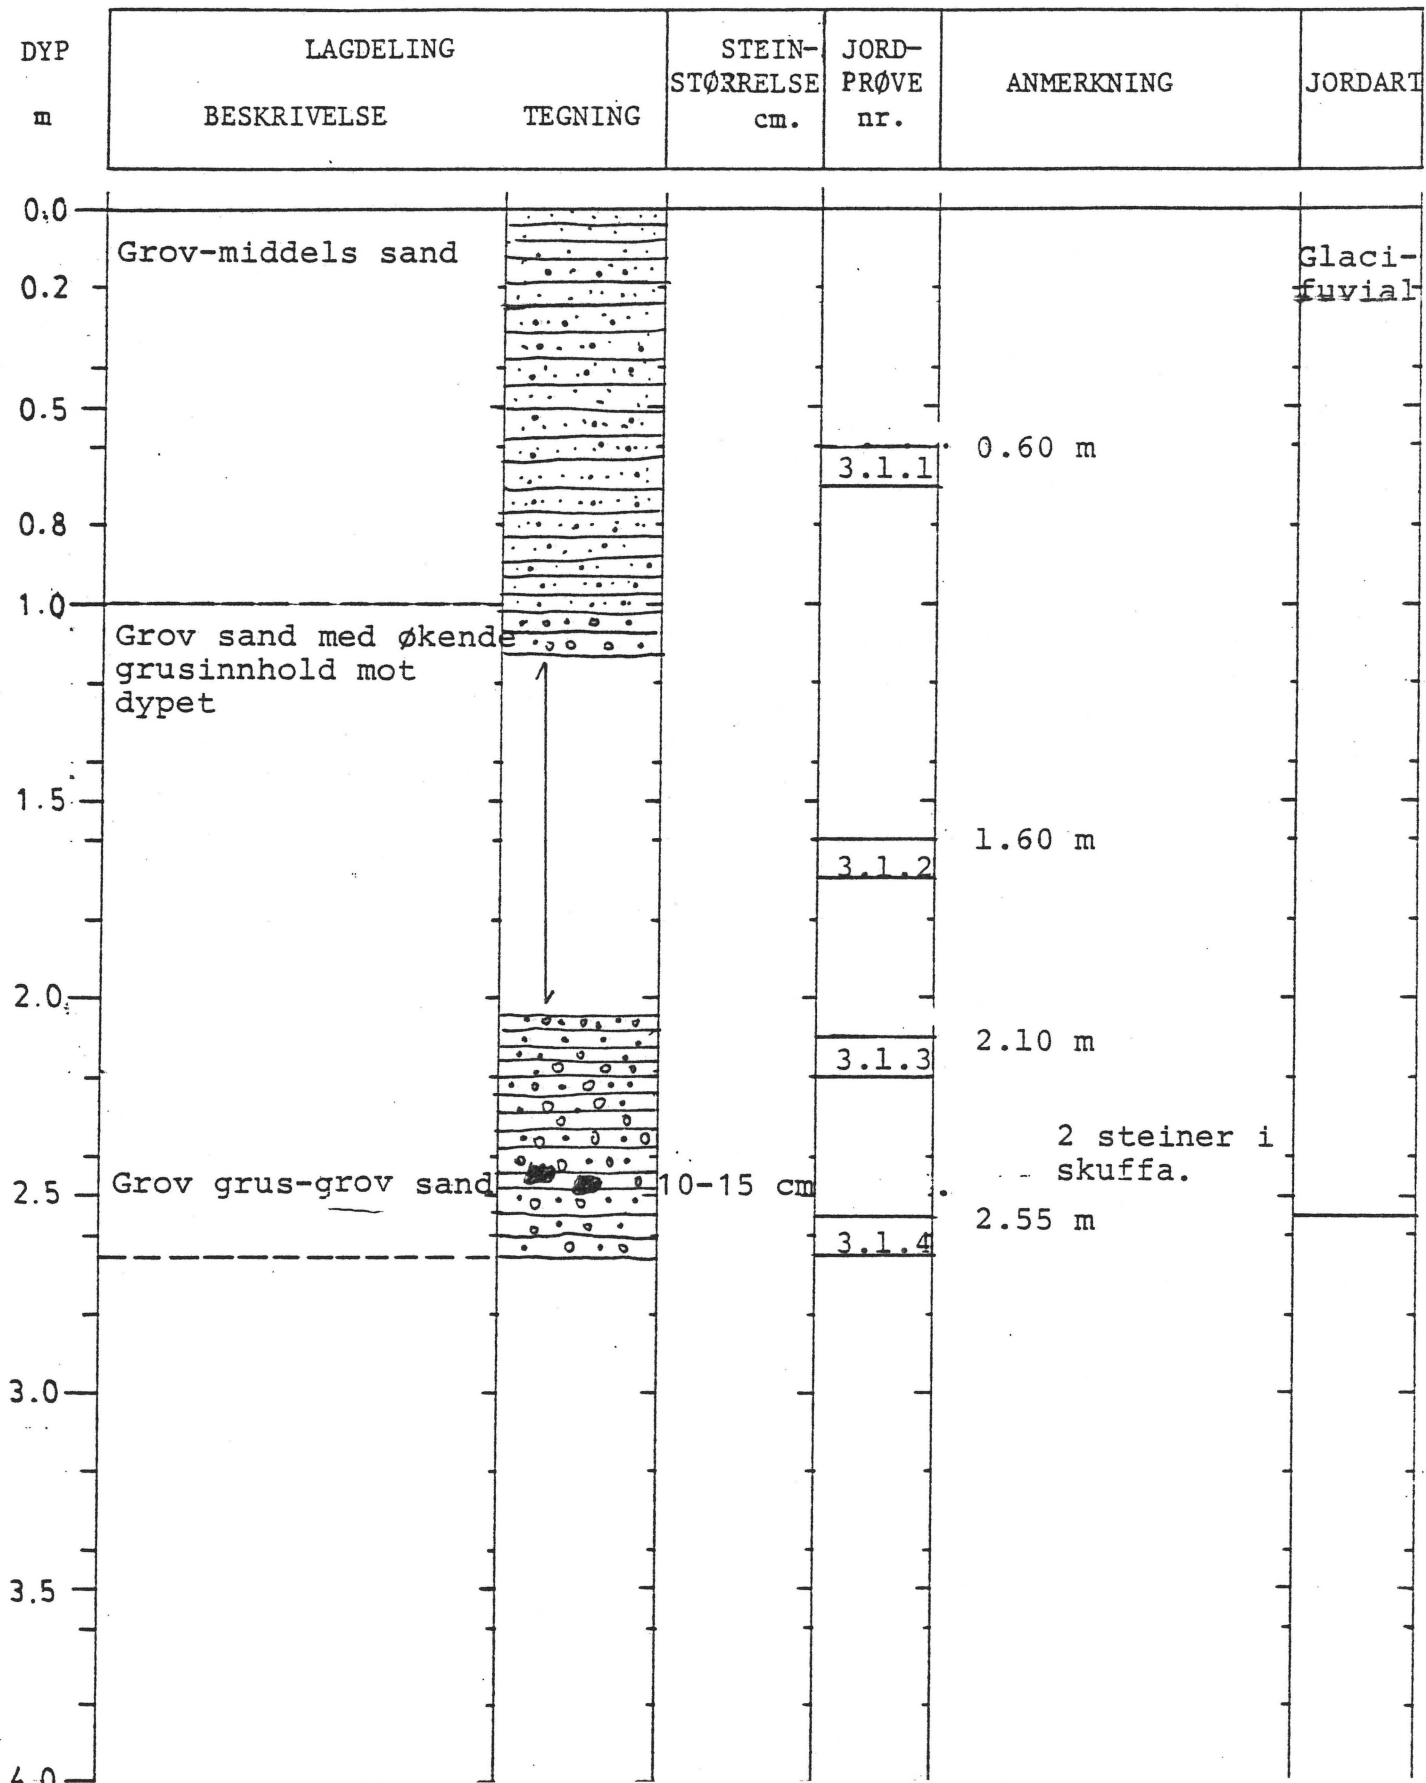 DYP
m
LAGDELING
BESKRIVELSE
TEGNING
STEIN-
STØRRELSE
cm.
JORD-
PRØVE
nr.
ANMERKNING
JORDART
0.0
Grov-middels sand
Glaci-
fuvial
0.2
0.5
0.60 m
3.1.1
0.8
1.0
Grov sand med økende
grusinnhold mot
dypet
1.5
1.60 m
3.1.2
2.0
2.10 m
3.1.3
2 steiner i
skuffa.
Grov grus-grov sand
10-15 cm
2.5
2.55 m
3.1.4
3.0
3.5
4.0